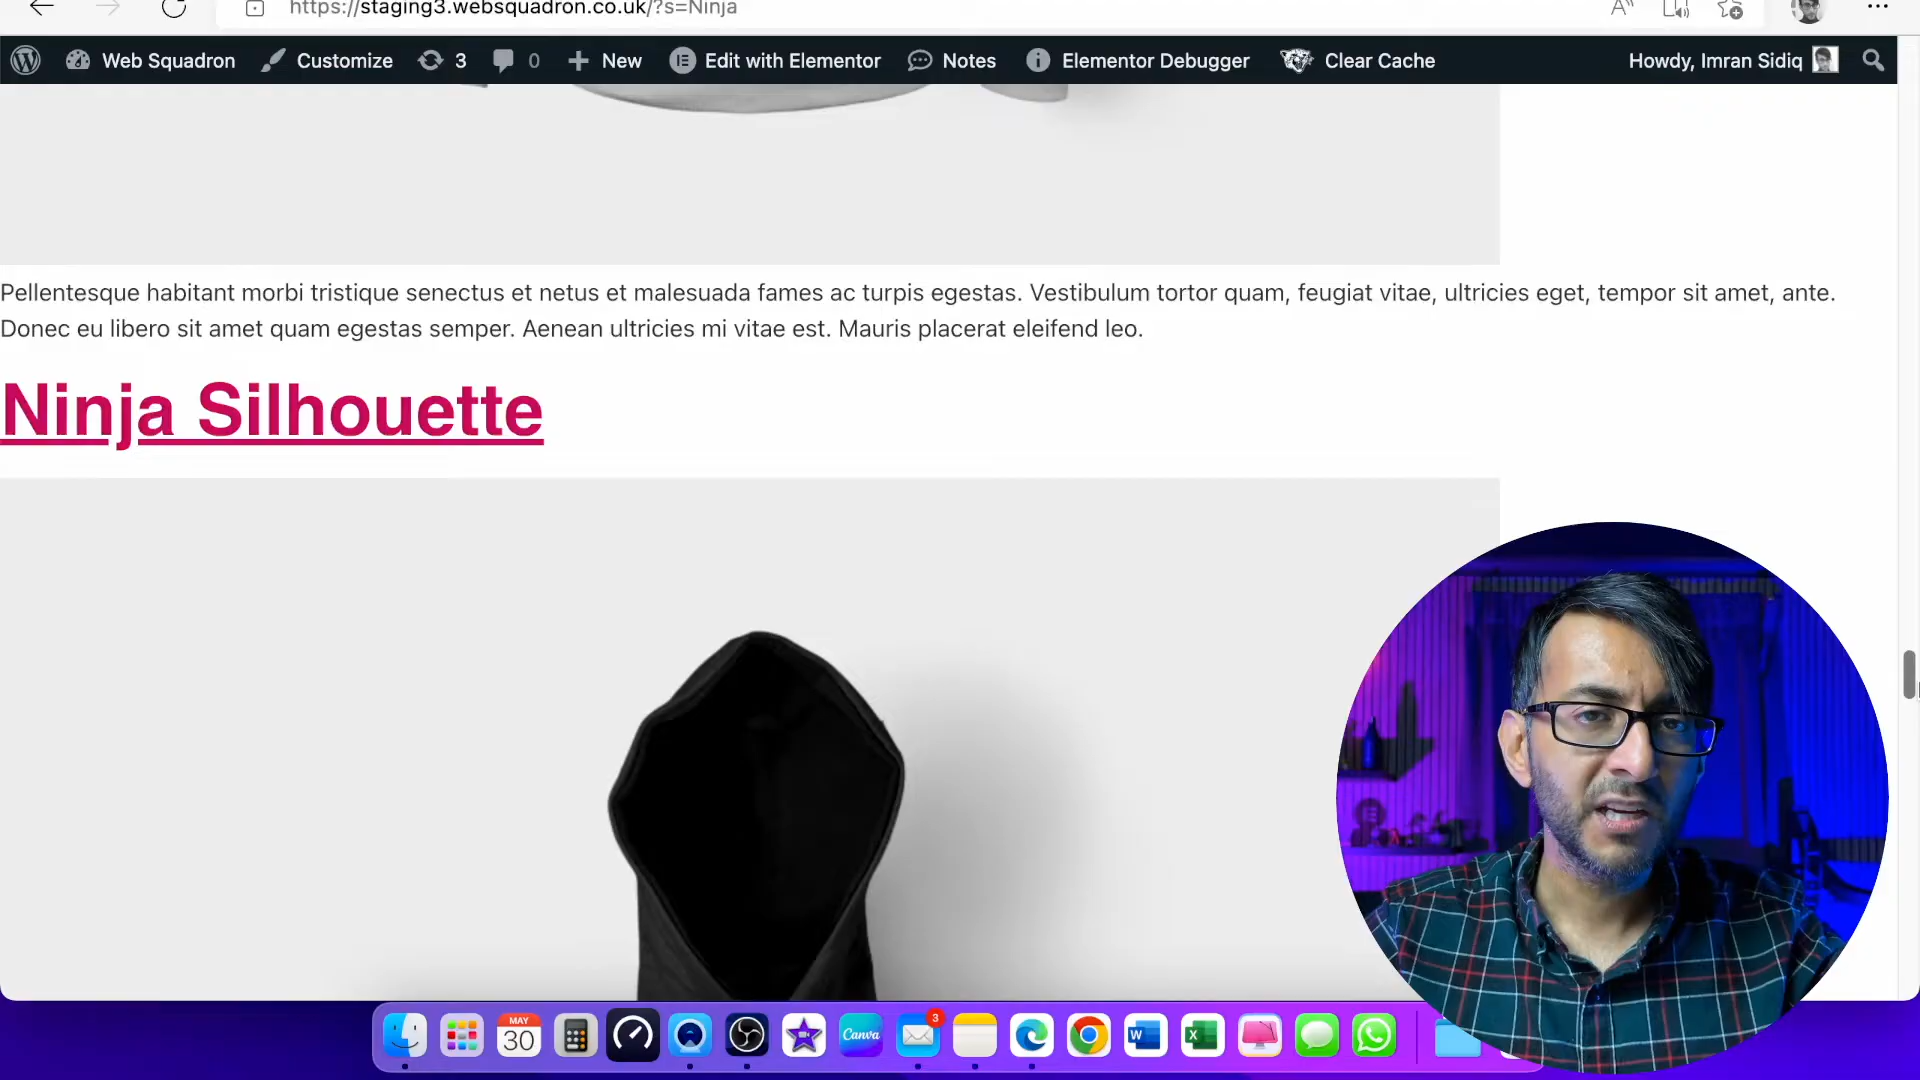 https://staging3.websquadron.co.uk/?s=Ninja
Web Squadron Customize 3 0 New Edit with Elementor Notes Elementor Debugger Clear Cache Howdy, Imran Sidiq
Pellentesque habitant morbi tristique senectus et netus et malesuada fames ac turpis egestas. Vestibulum tortor quam, feugiat vitae, ultricies eget, tempor sit amet, ante.
Donec eu libero sit amet quam egestas semper. Aenean ultricies mi vitae est. Mauris placerat eleifend leo.
Ninja Silhouette
3
MAY
30
Canva
W
X